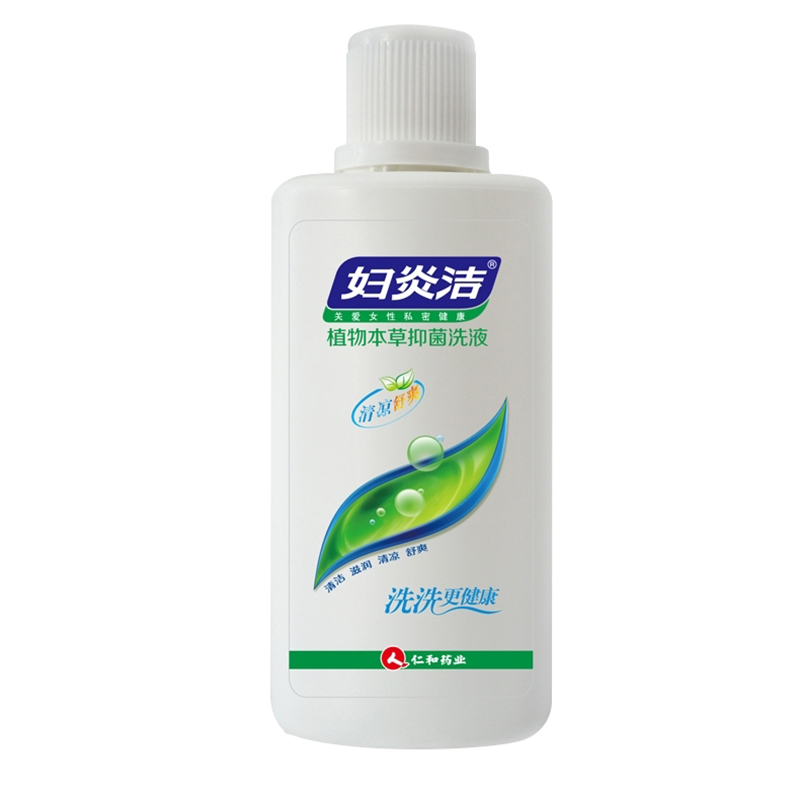 妇炎洁®
关爱女性私密健康
植物本草抑菌洗液
清凉舒爽
清洁 滋润 清凉 舒爽
洗洗更健康
仁和药业